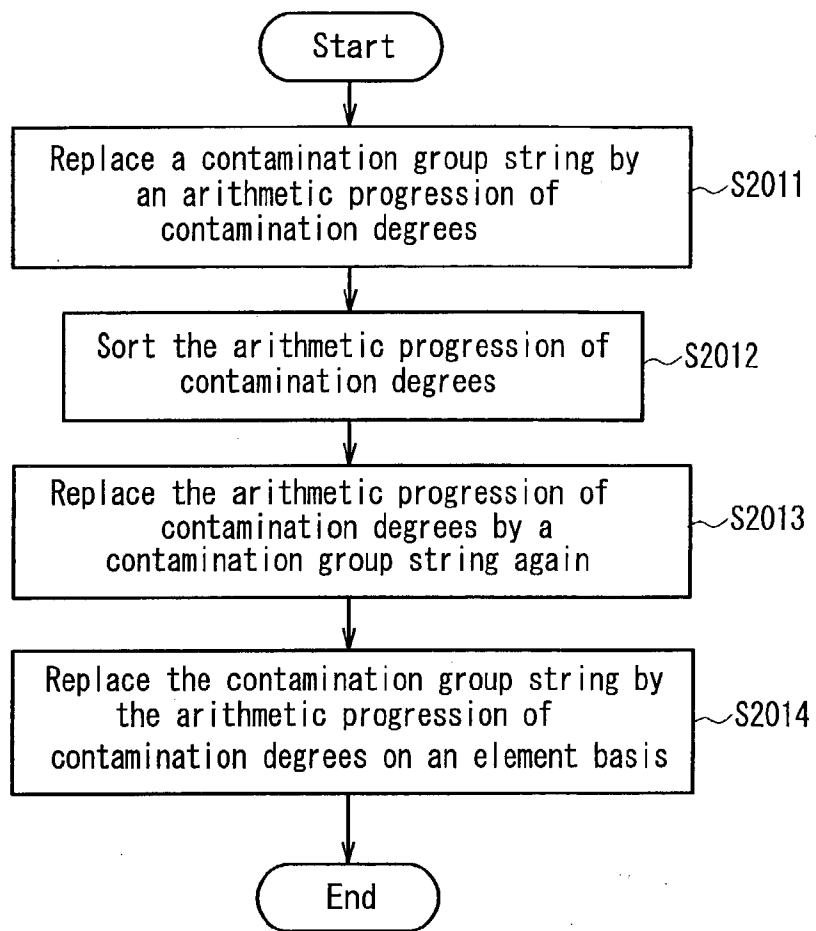 Start
Replace a contamination group string by
an arithmetic progression of
contamination degrees
S2011
Sort the arithmetic progression of
contamination degrees
S2012
Replace the arithmetic progression of
contamination degrees by a
contamination group string again
S2013
Replace the contamination group string by
the arithmetic progression of
contamination degrees on an element basis
S2014
End